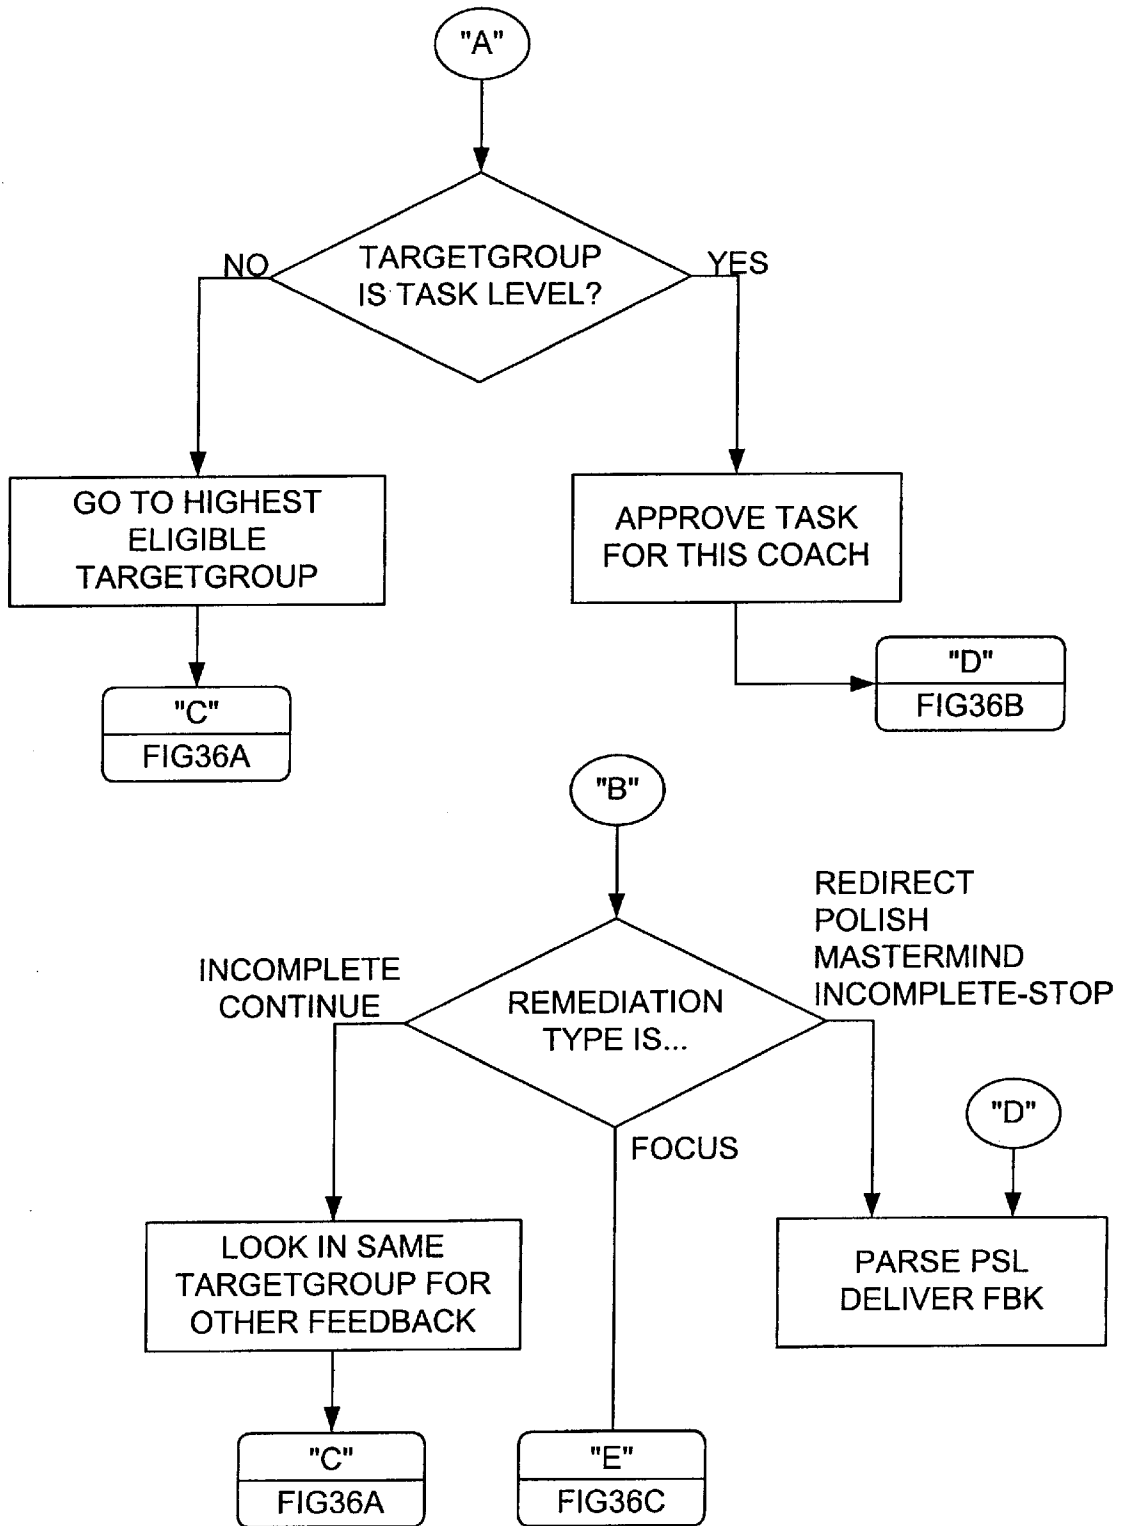 "A"
TARGETGROUP
IS TASK LEVEL?
NO
YES
GO TO HIGHEST
ELIGIBLE
TARGETGROUP
APPROVE TASK
FOR THIS COACH
"C"
FIG36A
"D"
FIG36B
"B"
REMEDIATION
TYPE IS...
INCOMPLETE
CONTINUE
REDIRECT
POLISH
MASTERMIND
INCOMPLETE-STOP
FOCUS
"D"
LOOK IN SAME
TARGETGROUP FOR
OTHER FEEDBACK
PARSE PSL
DELIVER FBK
"C"
FIG36A
"E"
FIG36C